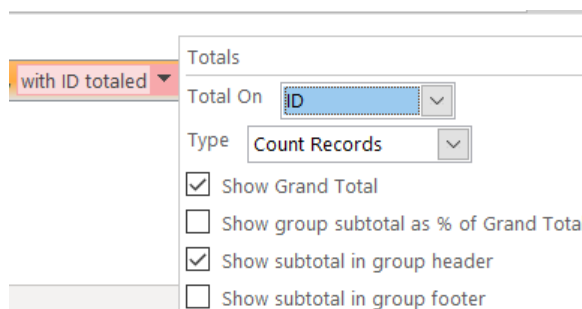 Totals
with ID totaled
Total On ID
Type Count Records
Show Grand Total
Show group subtotal as % of Grand Tota
Show subtotal in group header
Show subtotal in group footer